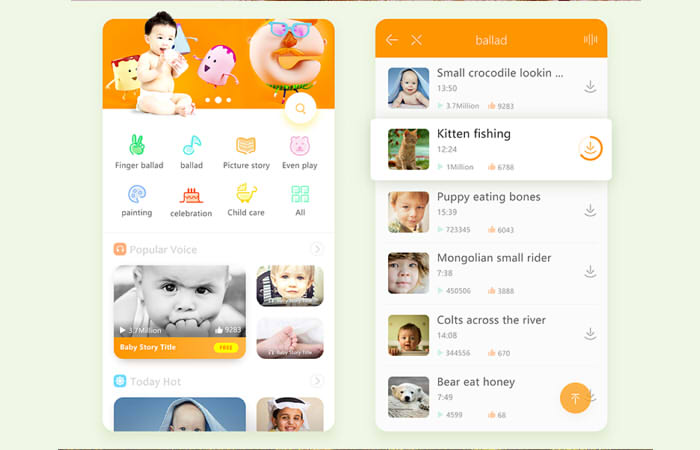 Finger ballad
ballad
Picture story
Even play
painting
celebration
Child care
All
Popular Voice
3.7Million
9283
Baby Story Title
FREE
Baby Story Title
Baby Story Title
Today Hot
ballad
Small crocodile lookin ...
13:50
3.7Million
9283
Kitten fishing
12:24
1Million
6788
Puppy eating bones
15:39
723345
6043
Mongolian small rider
7:38
450506
3888
Colts across the river
14:08
344556
670
Bear eat honey
7:49
4599
68